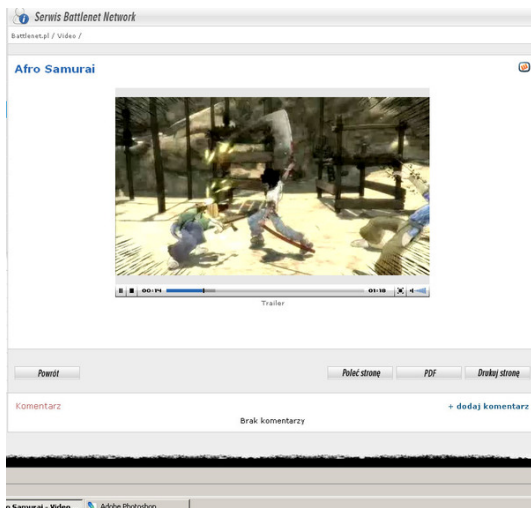 Serwis Battlenet Network
Battlenet.pl / Video /
Afro Samurai
00:14 01:18
Trailer
Powrót Poleć stronę PDF Drukuj stronę
Komentarz + dodaj komentarz
Brak komentarzy
Samurai - Video Adobe Photoshop